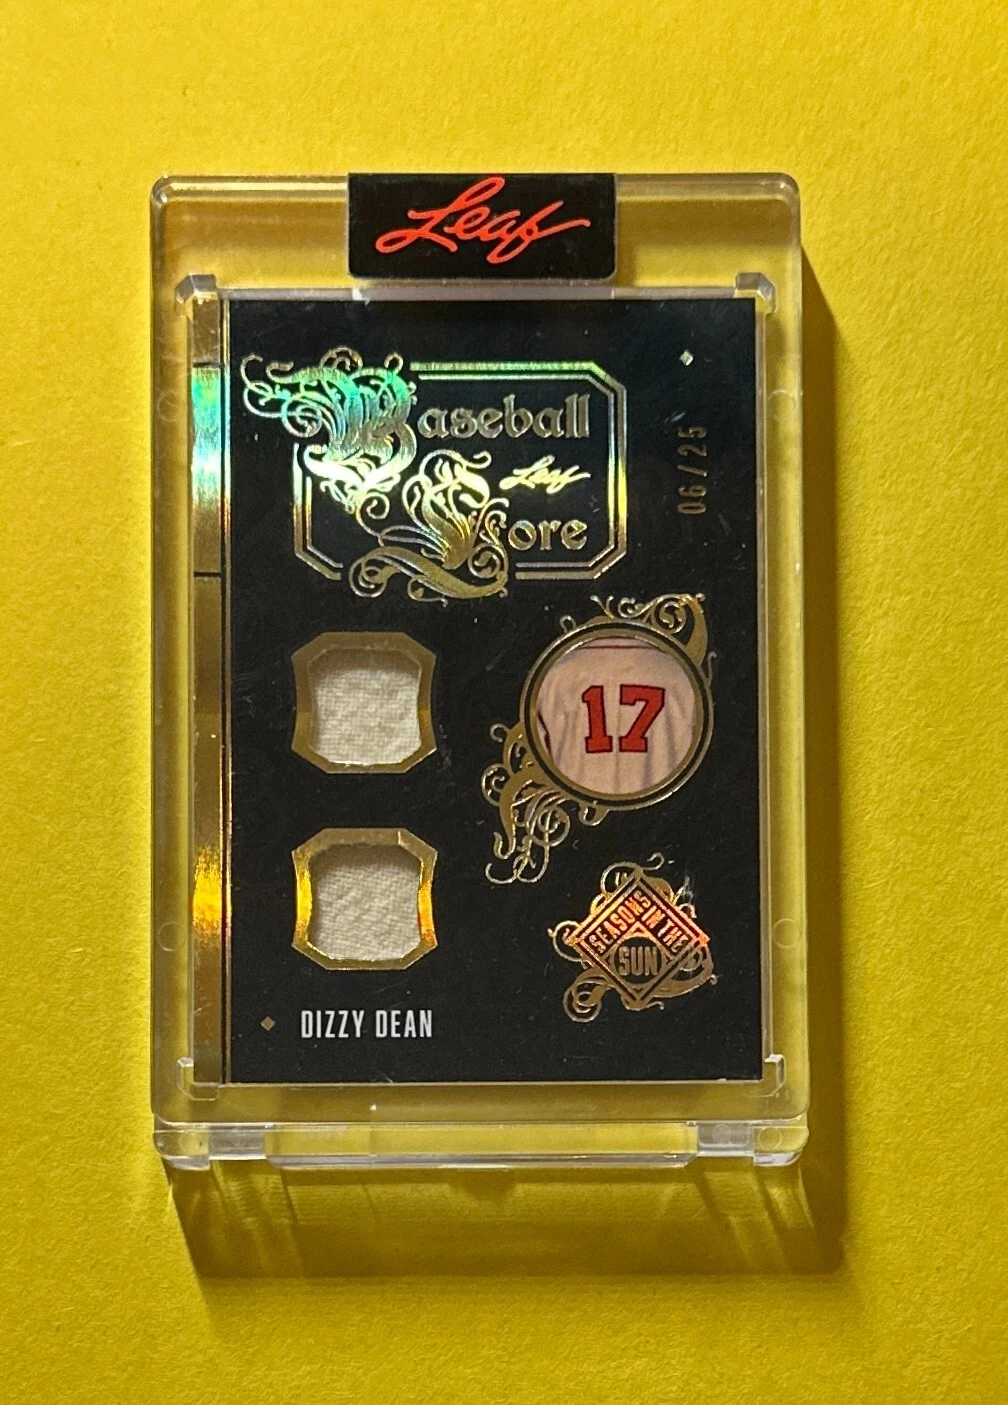 Leaf
Baseball
Leaf
Lore
06/25
17
SEASONS IN THE
SUN
DIZZY DEAN